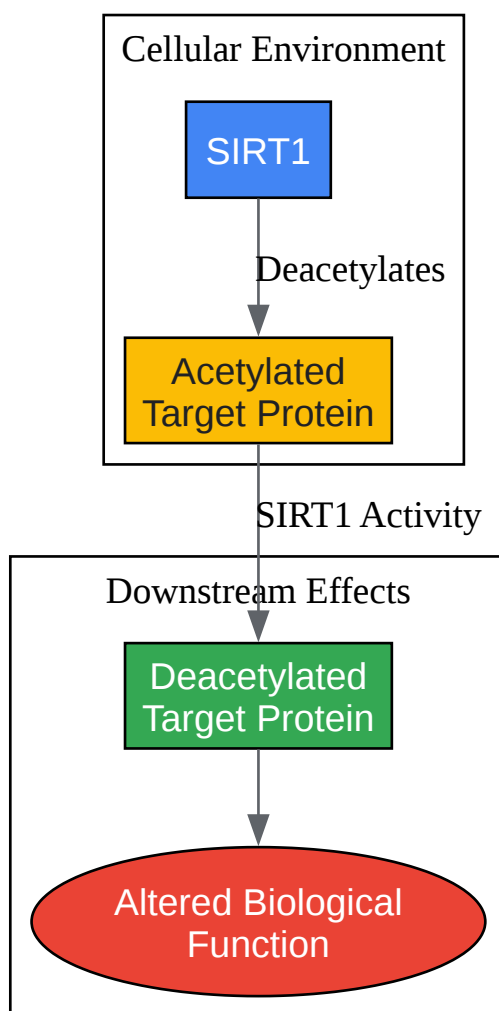 Cellular Environment
SIRT1
Deacetylates
Acetylated
Target Protein
SIRT1 Activity
Downstream Effects
Deacetylated
Target Protein
Altered Biological
Function